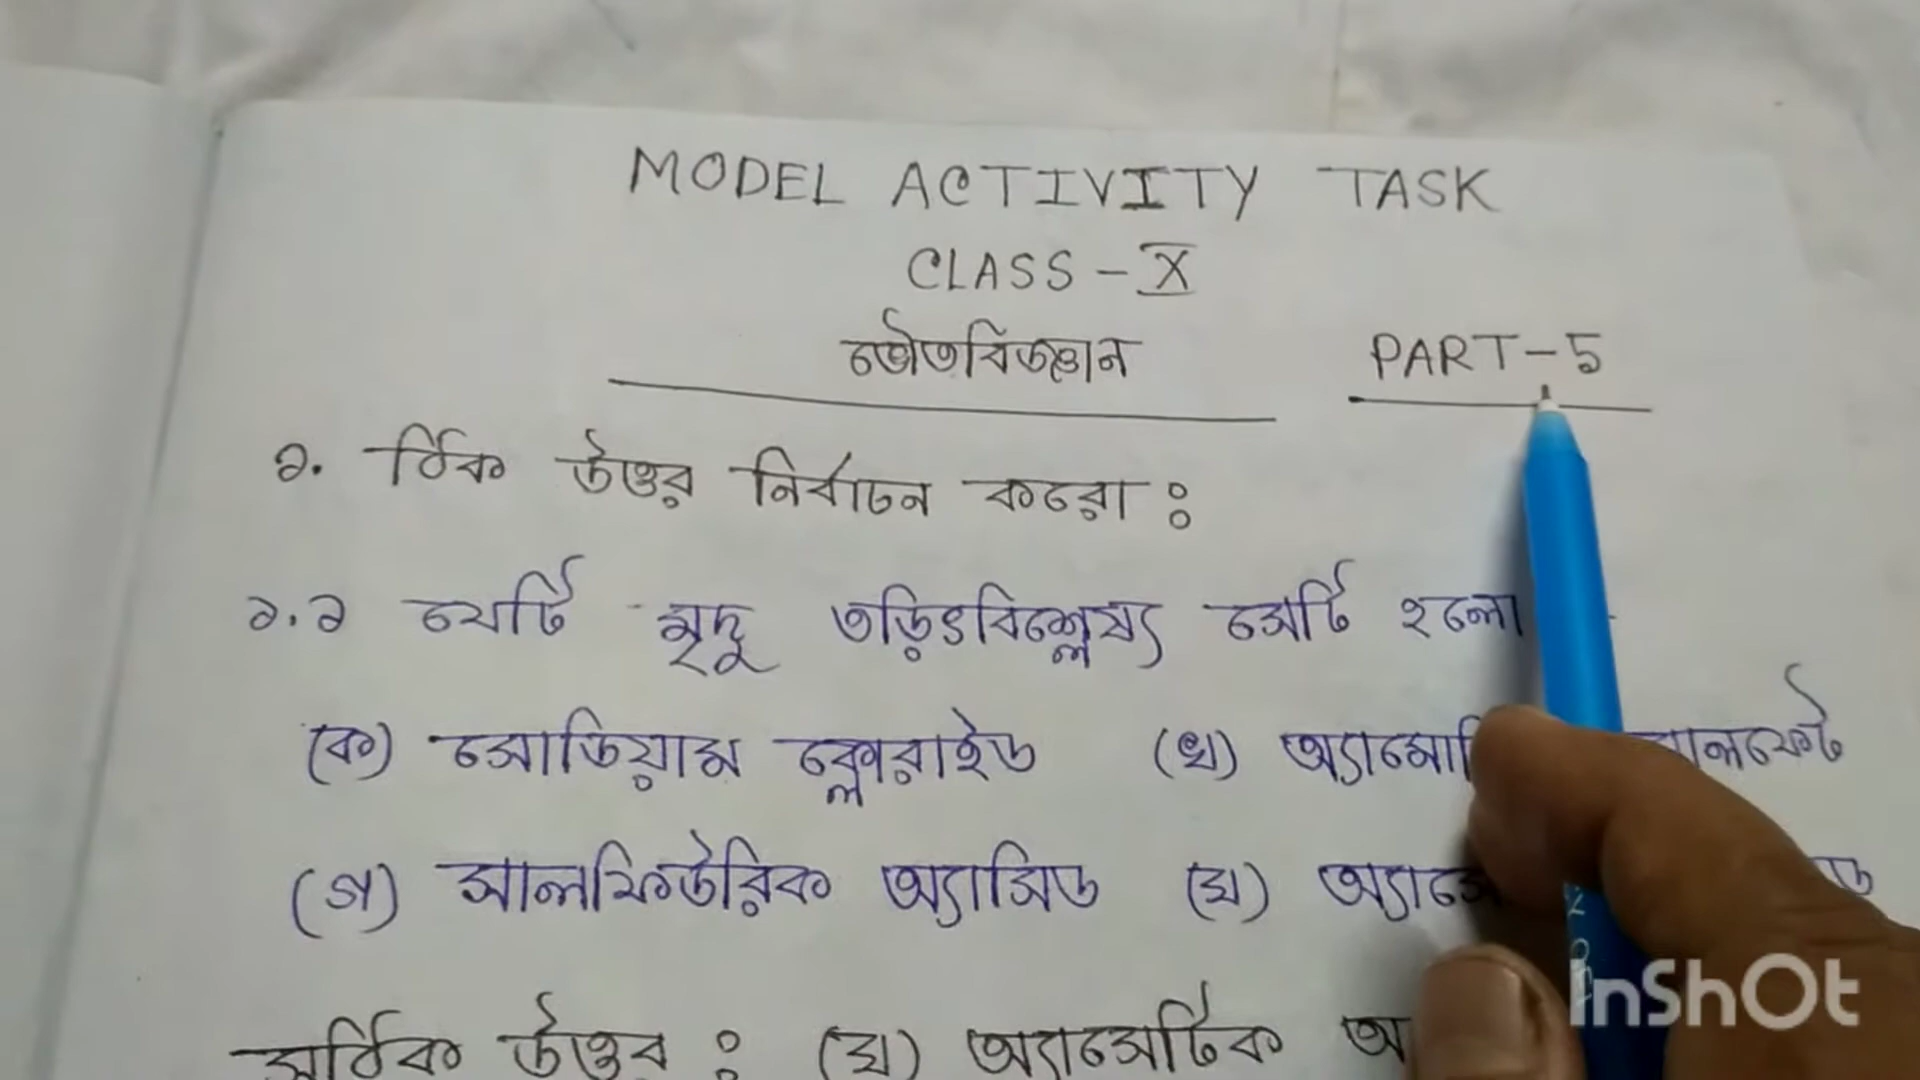 MODEL ACTIVITY TASK
CLASS - X
ভৌতবিজ্ঞান PART-5
১. ঠিক উত্তর নির্বাচন করো :
১.১ যেটি মৃদু তড়িৎবিশ্লেষ্য সেটি হলো
(ক) সোডিয়াম ক্লোরাইড (খ)
(গ) সালফিউরিক অ্যাসিড (ঘ)
সঠিক উত্তর : (ঘ) অ্যাসেটিক
InShOt